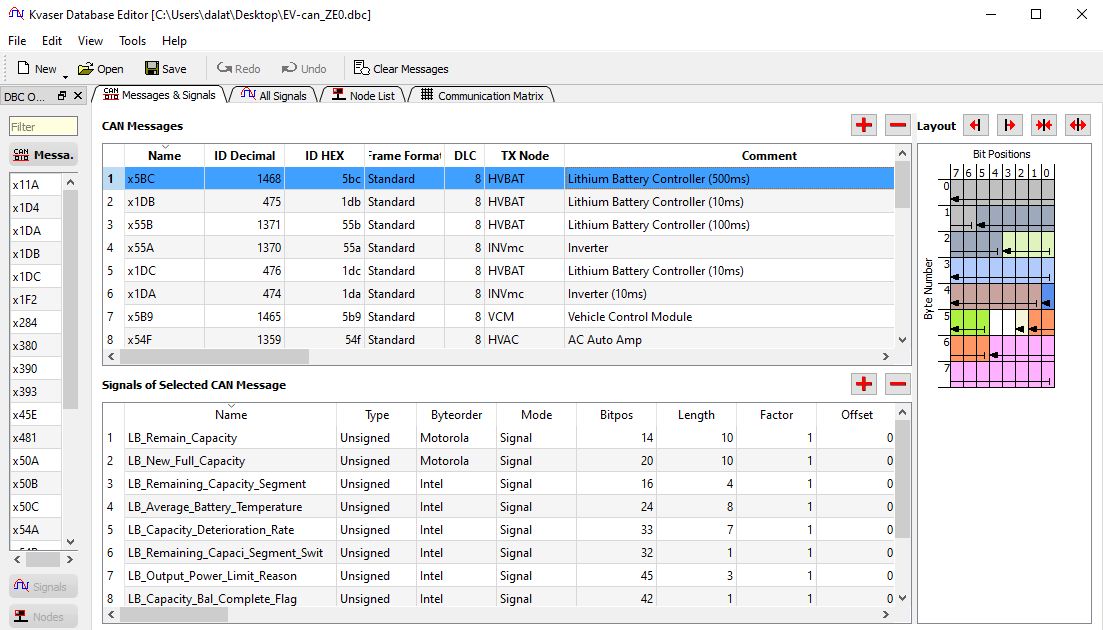 Kvaser Database Editor [C:\Users\dalat\Desktop\EV-can_ZE0.dbc]
File Edit View Tools Help
New Open Save Redo Undo Clear Messages
DBC O... Messages & Signals All Signals Node List Communication Matrix
Filter
Messa.
x11A
x1D4
x1DA
x1DB
x1DC
x1F2
x284
x380
x390
x393
x45E
x481
x50A
x50B
x50C
x54A
Signals
Nodes
CAN Messages
Name ID Decimal ID HEX Frame Format DLC TX Node Comment
1 x5BC 1468 5bc Standard 8 HVBAT Lithium Battery Controller (500ms)
2 x1DB 475 1db Standard 8 HVBAT Lithium Battery Controller (10ms)
3 x55B 1371 55b Standard 8 HVBAT Lithium Battery Controller (100ms)
4 x55A 1370 55a Standard 8 INVmc Inverter
5 x1DC 476 1dc Standard 8 HVBAT Lithium Battery Controller (10ms)
6 x1DA 474 1da Standard 8 INVmc Inverter (10ms)
7 x5B9 1465 5b9 Standard 8 VCM Vehicle Control Module
8 x54F 1359 54f Standard 8 HVAC AC Auto Amp
Signals of Selected CAN Message
Name Type Byteorder Mode Bitpos Length Factor Offset
1 LB_Remain_Capacity Unsigned Motorola Signal 14 10 1 0
2 LB_New_Full_Capacity Unsigned Motorola Signal 20 10 1 0
3 LB_Remaining_Capacity_Segment Unsigned Intel Signal 16 4 1 0
4 LB_Average_Battery_Temperature Unsigned Intel Signal 24 8 1 0
5 LB_Capacity_Deterioration_Rate Unsigned Intel Signal 33 7 1 0
6 LB_Remaining_Capaci_Segment_Swit Unsigned Intel Signal 32 1 1 0
7 LB_Output_Power_Limit_Reason Unsigned Intel Signal 45 3 1 0
8 LB_Capacity_Bal_Complete_Flag Unsigned Intel Signal 42 1 1 0
Layout
Bit Positions
7 6 5 4 3 2 1 0
Byte Number
0
1
2
3
4
5
6
7